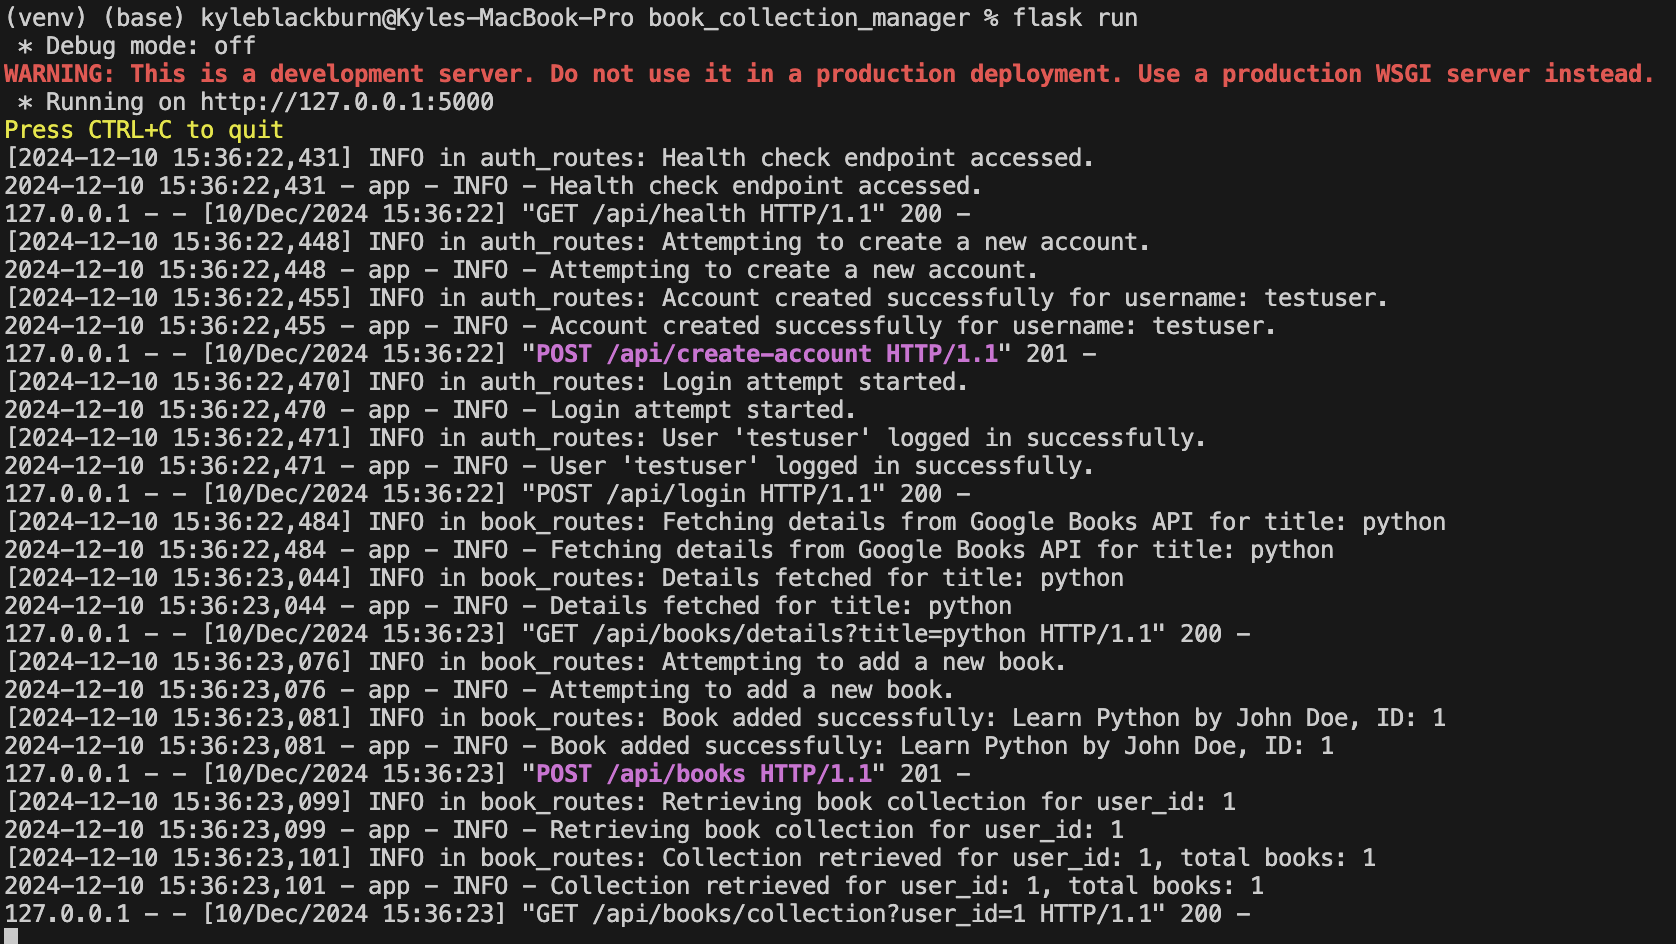 (venv) (base) kyleblackburn@Kyles-MacBook-Pro book_collection_manager % flask run
 * Debug mode: off
WARNING: This is a development server. Do not use it in a production deployment. Use a production WSGI server instead.
 * Running on http://127.0.0.1:5000
Press CTRL+C to quit
[2024-12-10 15:36:22,431] INFO in auth_routes: Health check endpoint accessed.
2024-12-10 15:36:22,431 - app - INFO - Health check endpoint accessed.
127.0.0.1 - - [10/Dec/2024 15:36:22] "GET /api/health HTTP/1.1" 200 -
[2024-12-10 15:36:22,448] INFO in auth_routes: Attempting to create a new account.
2024-12-10 15:36:22,448 - app - INFO - Attempting to create a new account.
[2024-12-10 15:36:22,455] INFO in auth_routes: Account created successfully for username: testuser.
2024-12-10 15:36:22,455 - app - INFO - Account created successfully for username: testuser.
127.0.0.1 - - [10/Dec/2024 15:36:22] "POST /api/create-account HTTP/1.1" 201 -
[2024-12-10 15:36:22,470] INFO in auth_routes: Login attempt started.
2024-12-10 15:36:22,470 - app - INFO - Login attempt started.
[2024-12-10 15:36:22,471] INFO in auth_routes: User 'testuser' logged in successfully.
2024-12-10 15:36:22,471 - app - INFO - User 'testuser' logged in successfully.
127.0.0.1 - - [10/Dec/2024 15:36:22] "POST /api/login HTTP/1.1" 200 -
[2024-12-10 15:36:22,484] INFO in book_routes: Fetching details from Google Books API for title: python
2024-12-10 15:36:22,484 - app - INFO - Fetching details from Google Books API for title: python
[2024-12-10 15:36:23,044] INFO in book_routes: Details fetched for title: python
2024-12-10 15:36:23,044 - app - INFO - Details fetched for title: python
127.0.0.1 - - [10/Dec/2024 15:36:23] "GET /api/books/details?title=python HTTP/1.1" 200 -
[2024-12-10 15:36:23,076] INFO in book_routes: Attempting to add a new book.
2024-12-10 15:36:23,076 - app - INFO - Attempting to add a new book.
[2024-12-10 15:36:23,081] INFO in book_routes: Book added successfully: Learn Python by John Doe, ID: 1
2024-12-10 15:36:23,081 - app - INFO - Book added successfully: Learn Python by John Doe, ID: 1
127.0.0.1 - - [10/Dec/2024 15:36:23] "POST /api/books HTTP/1.1" 201 -
[2024-12-10 15:36:23,099] INFO in book_routes: Retrieving book collection for user_id: 1
2024-12-10 15:36:23,099 - app - INFO - Retrieving book collection for user_id: 1
[2024-12-10 15:36:23,101] INFO in book_routes: Collection retrieved for user_id: 1, total books: 1
2024-12-10 15:36:23,101 - app - INFO - Collection retrieved for user_id: 1, total books: 1
127.0.0.1 - - [10/Dec/2024 15:36:23] "GET /api/books/collection?user_id=1 HTTP/1.1" 200 -